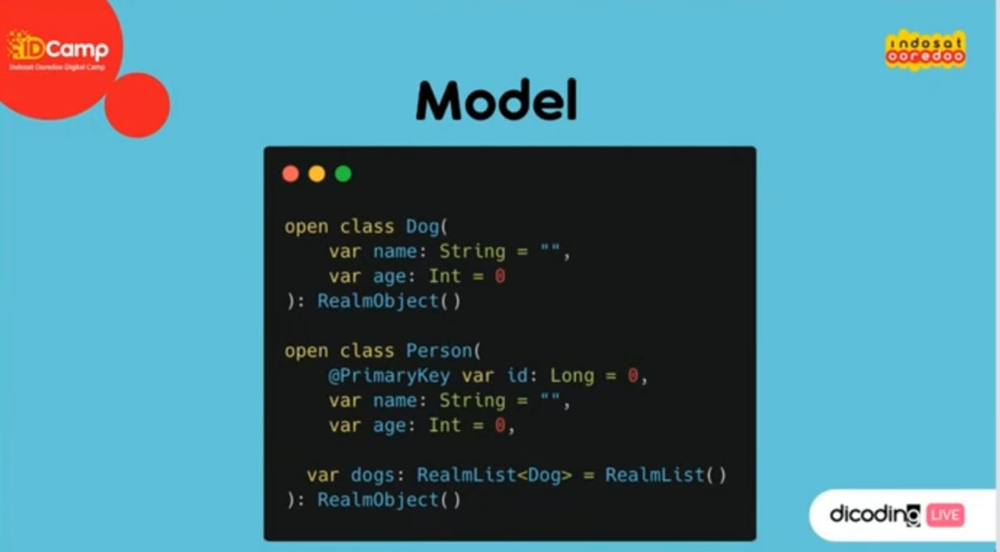 iDCamp
Indosat Ooredoo Digital Camp
indosat
ooredoo
Model
open class Dog(
    var name: String = "",
    var age: Int = 0
): RealmObject()
open class Person(
    @PrimaryKey var id: Long = 0,
    var name: String = "",
    var age: Int = 0,
  var dogs: RealmList<Dog> = RealmList()
): RealmObject()
dicoding LIVE